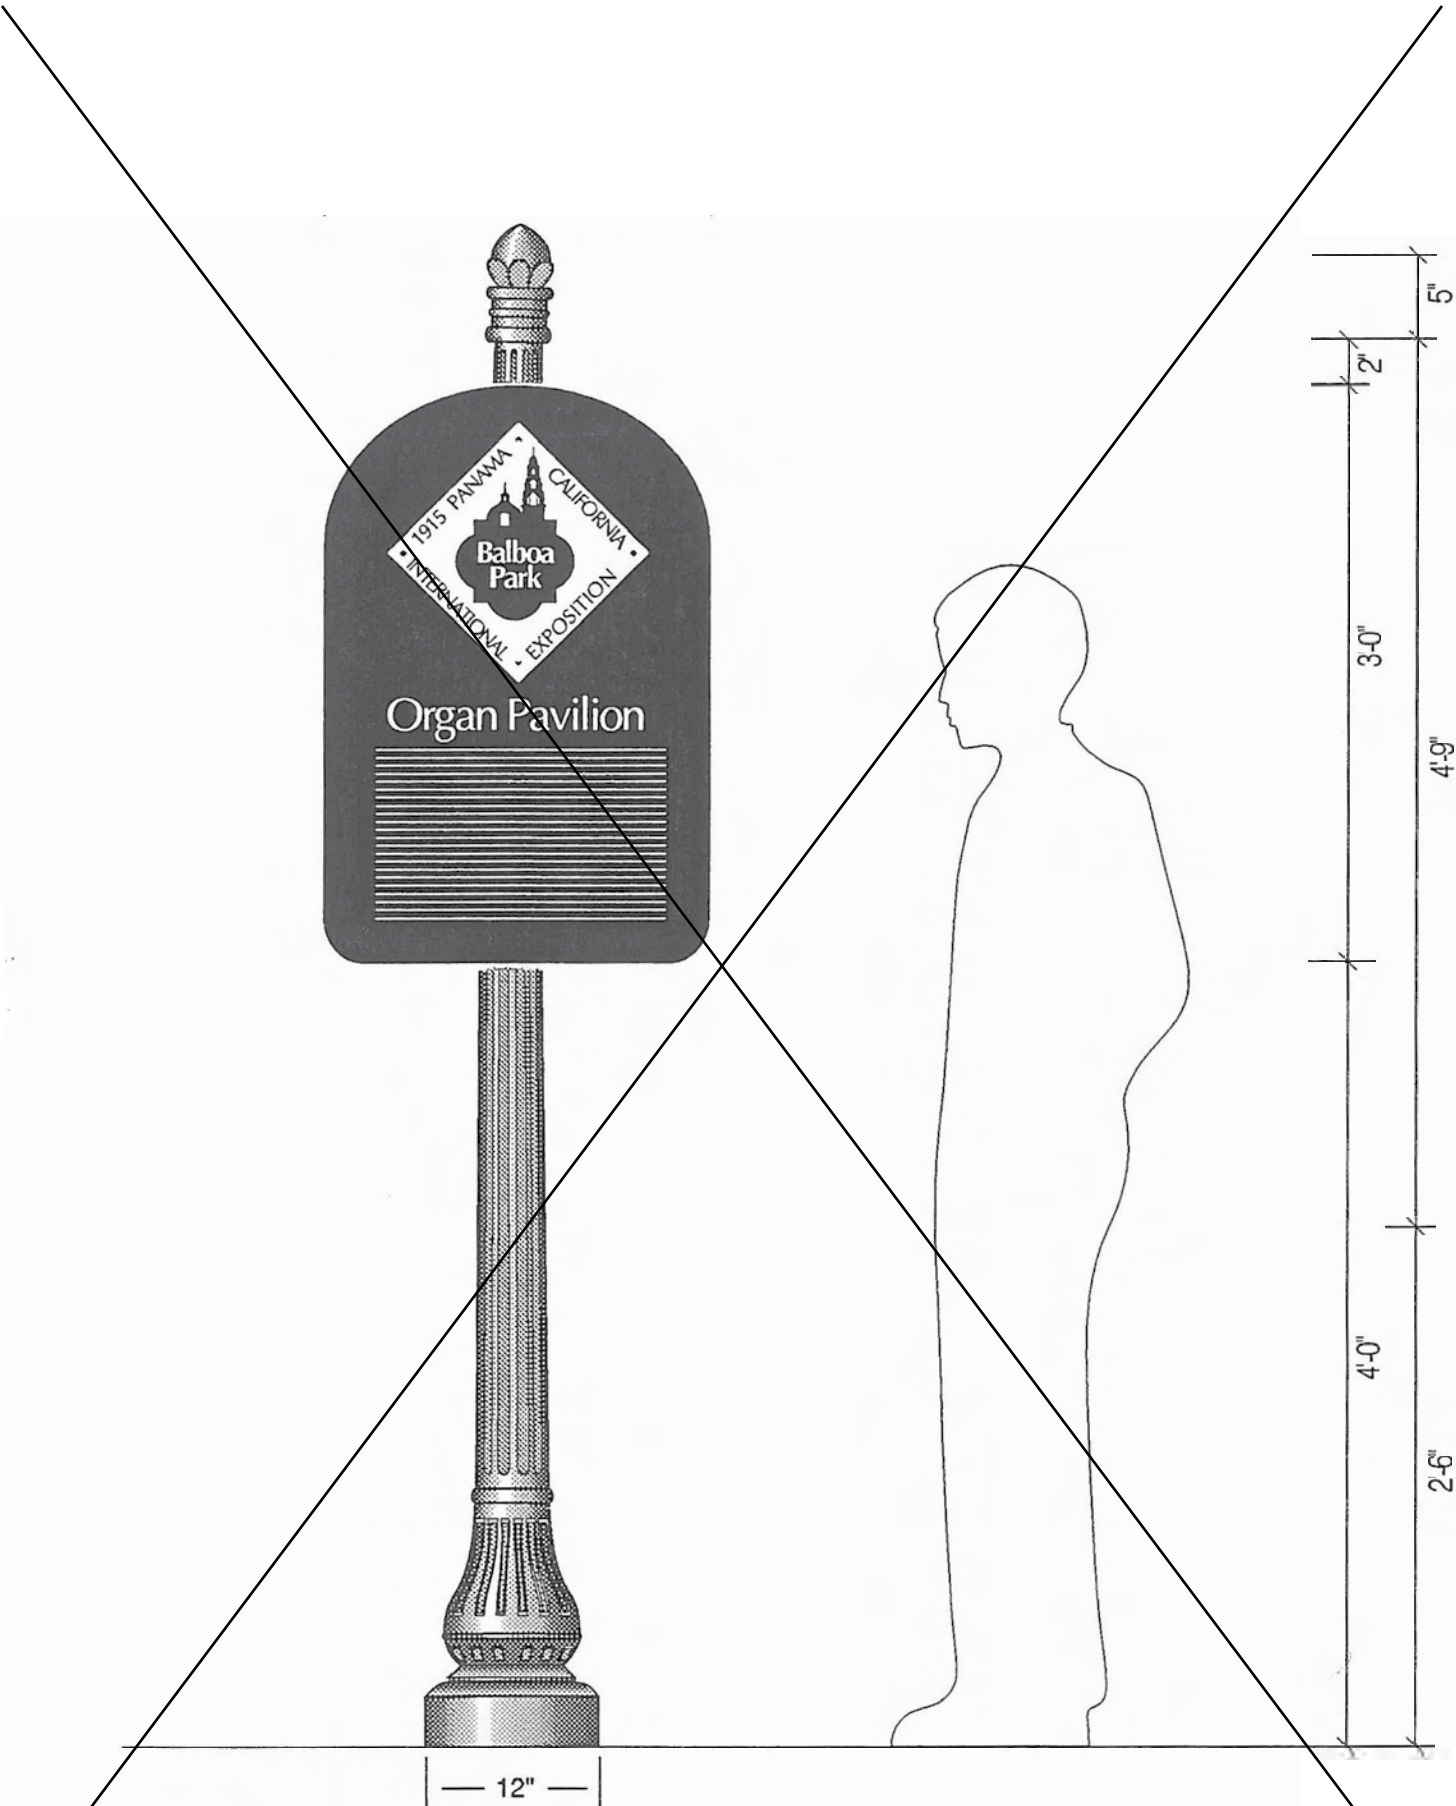 1915 PANAMA
CALIFORNIA
Balboa
Park
INTERNATIONAL
EXPOSITION
Organ Pavilion
5"
2"
3'-0"
4'-9"
4'-0"
2'-6"
12"